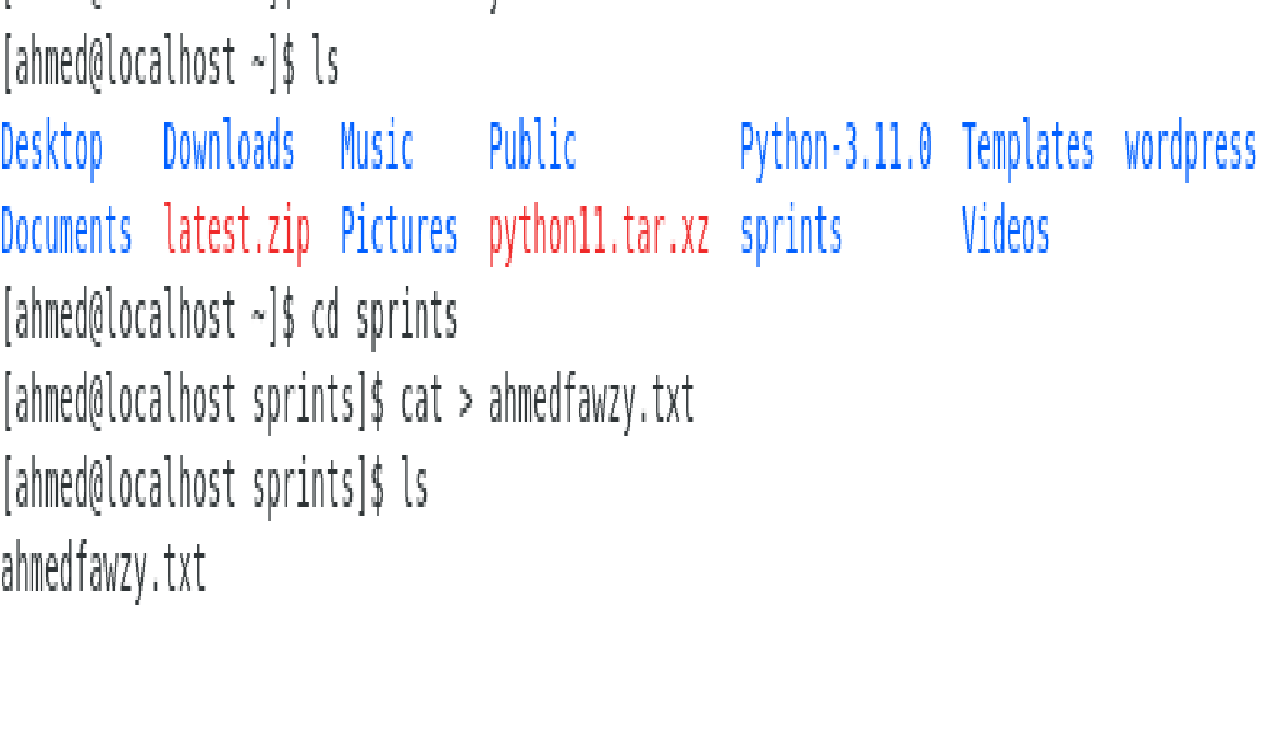 [ahmed@localhost ~]$ ls
Desktop Downloads Music Public Python-3.11.0 Templates wordpress
Documents latest.zip Pictures python11.tar.xz sprints Videos
[ahmed@localhost ~]$ cd sprints
[ahmed@localhost sprints]$ cat > ahmedfawzy.txt
[ahmed@localhost sprints]$ ls
ahmedfawzy.txt